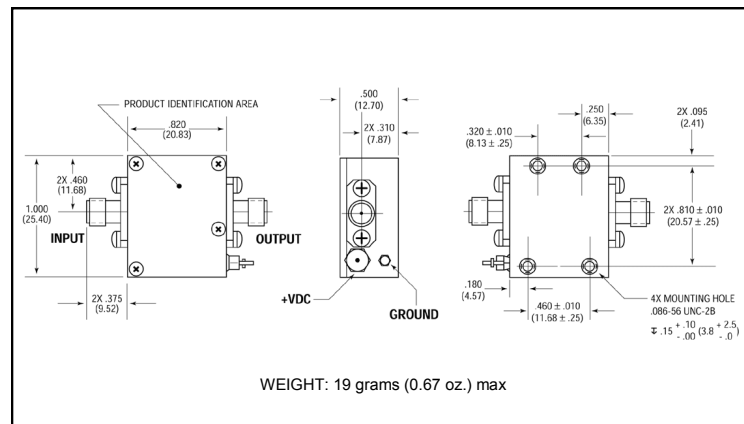 PRODUCT IDENTIFICATION AREA
.820
(20.83)
2X .460
(11.68)
1.000
(25.40)
INPUT
OUTPUT
2X .375
(9.52)
.500
(12.70)
2X .310
(7.87)
+VDC
GROUND
.320 ± .010
(8.13 ± .25)
.250
(6.35)
2X .095
(2.41)
2X .810 ± .010
(20.57 ± .25)
.180
(4.57)
.460 ± .010
(11.68 ± .25)
4X MOUNTING HOLE
.086-56 UNC-2B
↧ .15 + .10 - .00 (3.8 + 2.5 - .0)
WEIGHT: 19 grams (0.67 oz.) max